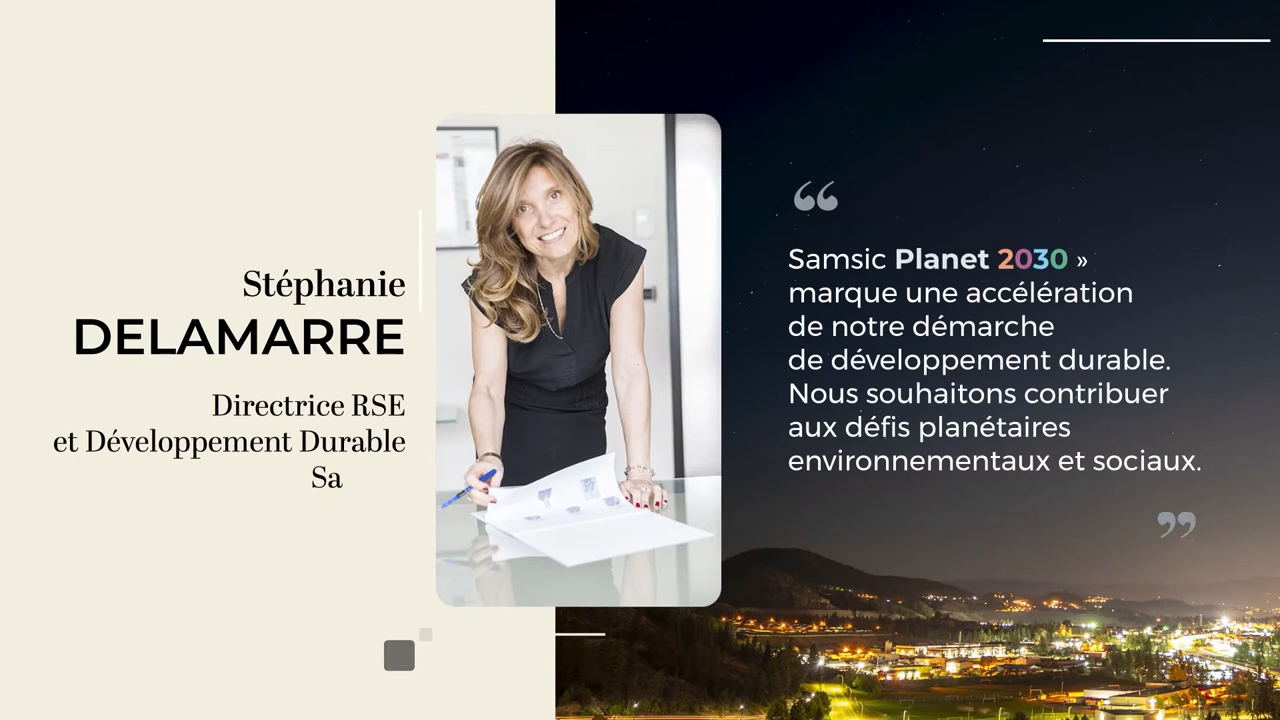 Stéphanie
DELAMARRE
Directrice RSE
et Développement Durable
Sa
“
Samsic Planet 2030 »
marque une accélération
de notre démarche
de développement durable.
Nous souhaitons contribuer
aux défis planétaires
environnementaux et sociaux.
”